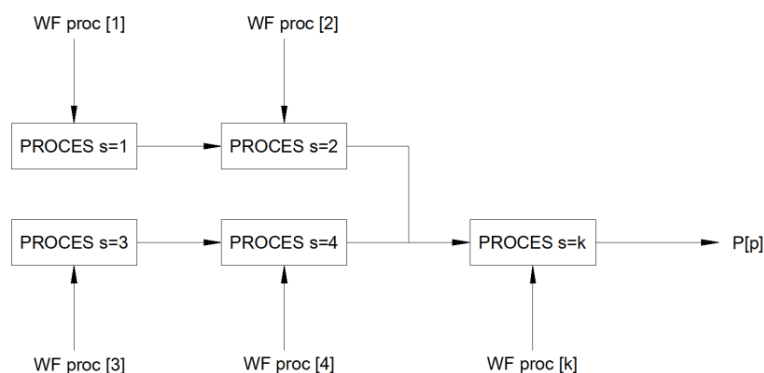 WF proc [1]
WF proc [2]
PROCES s=1
PROCES s=2
PROCES s=3
PROCES s=4
PROCES s=k
P[p]
WF proc [3]
WF proc [4]
WF proc [k]